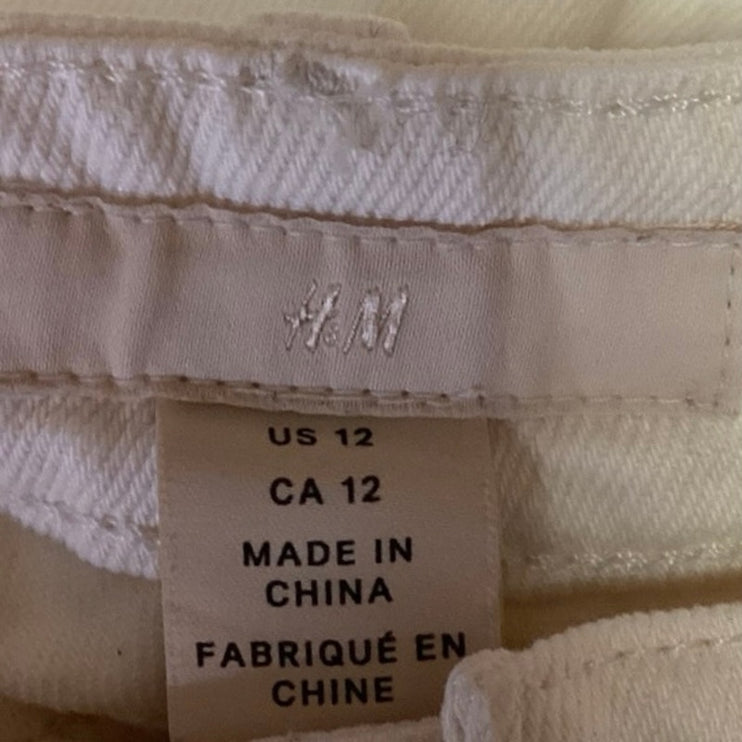 H&M
US 12
CA 12
MADE IN
CHINA
FABRIQUÉ EN
CHINE